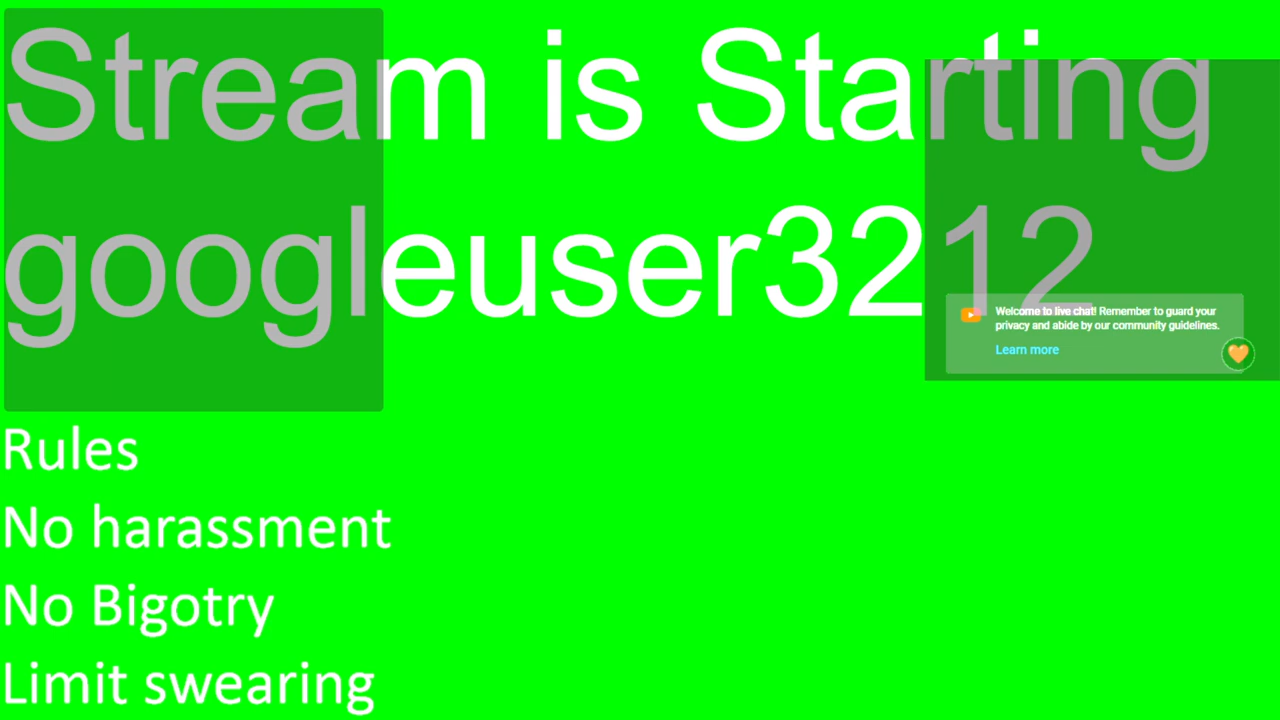 Stream is Starting
googleuser3212
Welcome to live chat! Remember to guard your
privacy and abide by our community guidelines.
Learn more
Rules
No harassment
No Bigotry
Limit swearing